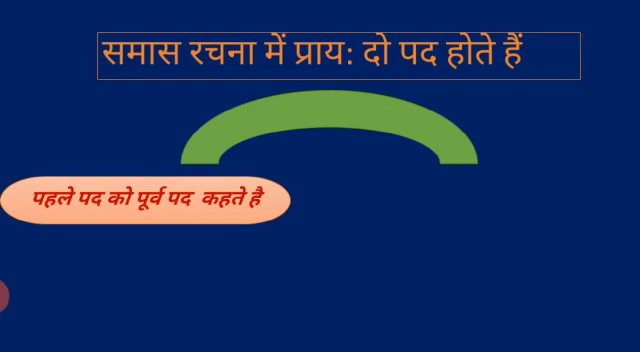 समास रचना में प्राय: दो पद होते हैं
पहले पद को पूर्व पद कहते है